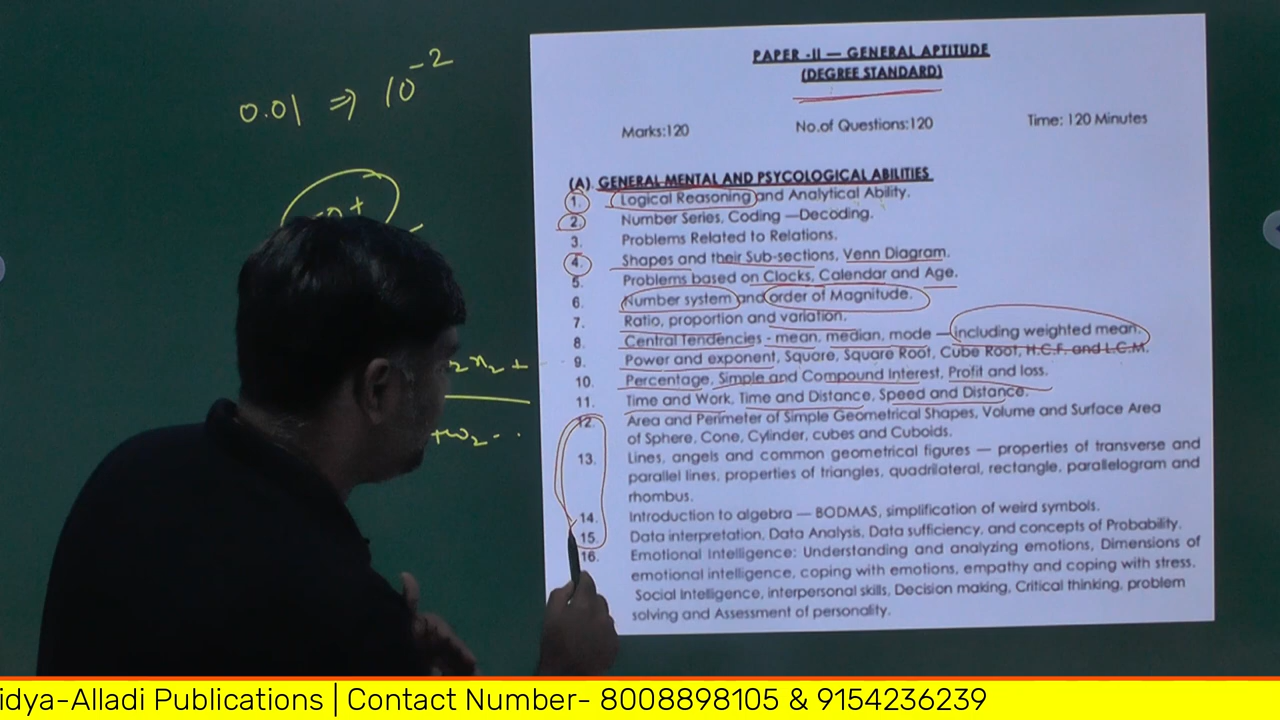 0.01 ⇒ 10⁻²
x₂ +
+w₂ - - .
PAPER -II — GENERAL APTITUDE
(DEGREE STANDARD)
Marks:120 No.of Questions:120 Time: 120 Minutes
(A) GENERAL MENTAL AND PSYCOLOGICAL ABILITIES
1. Logical Reasoning and Analytical Ability.
2. Number Series, Coding —Decoding.
3. Problems Related to Relations.
4. Shapes and their Sub-sections, Venn Diagram.
5. Problems based on Clocks, Calendar and Age.
6. Number system and order of Magnitude.
7. Ratio, proportion and variation.
8. Central Tendencies - mean, median, mode —including weighted mean.
9. Power and exponent, Square, Square Root, Cube Root, H.C.F. and L.C.M.
10. Percentage, Simple and Compound Interest, Profit and loss.
11. Time and Work, Time and Distance, Speed and Distance.
12. Area and Perimeter of Simple Geometrical Shapes, Volume and Surface Area
of Sphere, Cone, Cylinder, cubes and Cuboids.
13. Lines, angels and common geometrical figures — properties of transverse and
parallel lines, properties of triangles, quadrilateral, rectangle, parallelogram and
rhombus.
14. Introduction to algebra — BODMAS, simplification of weird symbols.
15. Data interpretation, Data Analysis, Data sufficiency, and concepts of Probability.
16. Emotional Intelligence: Understanding and analyzing emotions, Dimensions of
emotional intelligence, coping with emotions, empathy and coping with stress.
Social Intelligence, interpersonal skills, Decision making, Critical thinking, problem
solving and Assessment of personality.
idya-Alladi Publications | Contact Number- 8008898105 & 9154236239